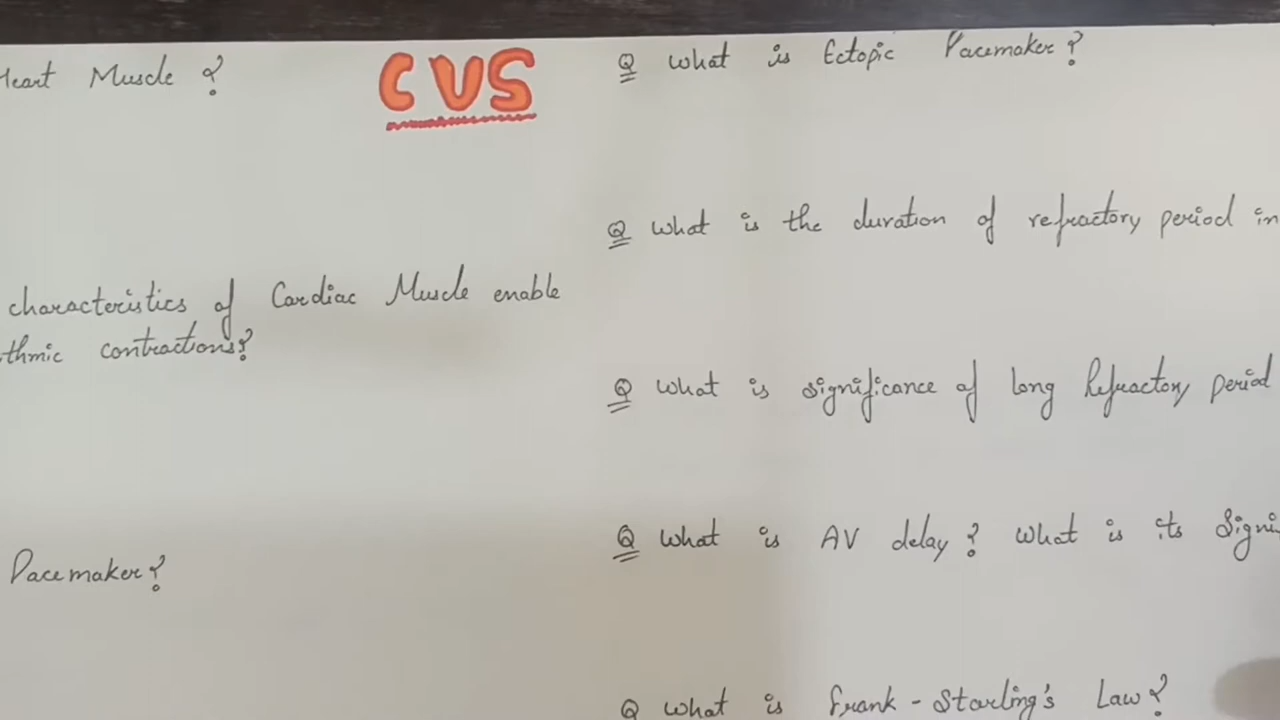 CVS
Heart Muscle ?
characteristics of Cardiac Muscle enable
thmic contractions?
Pacemaker?
Q What is Ectopic Pacemaker?
Q What is the duration of refractory period in
Q What is significance of long Refractory period
Q What is AV delay? What is its Signi
Q What is Frank - Starling's Law?